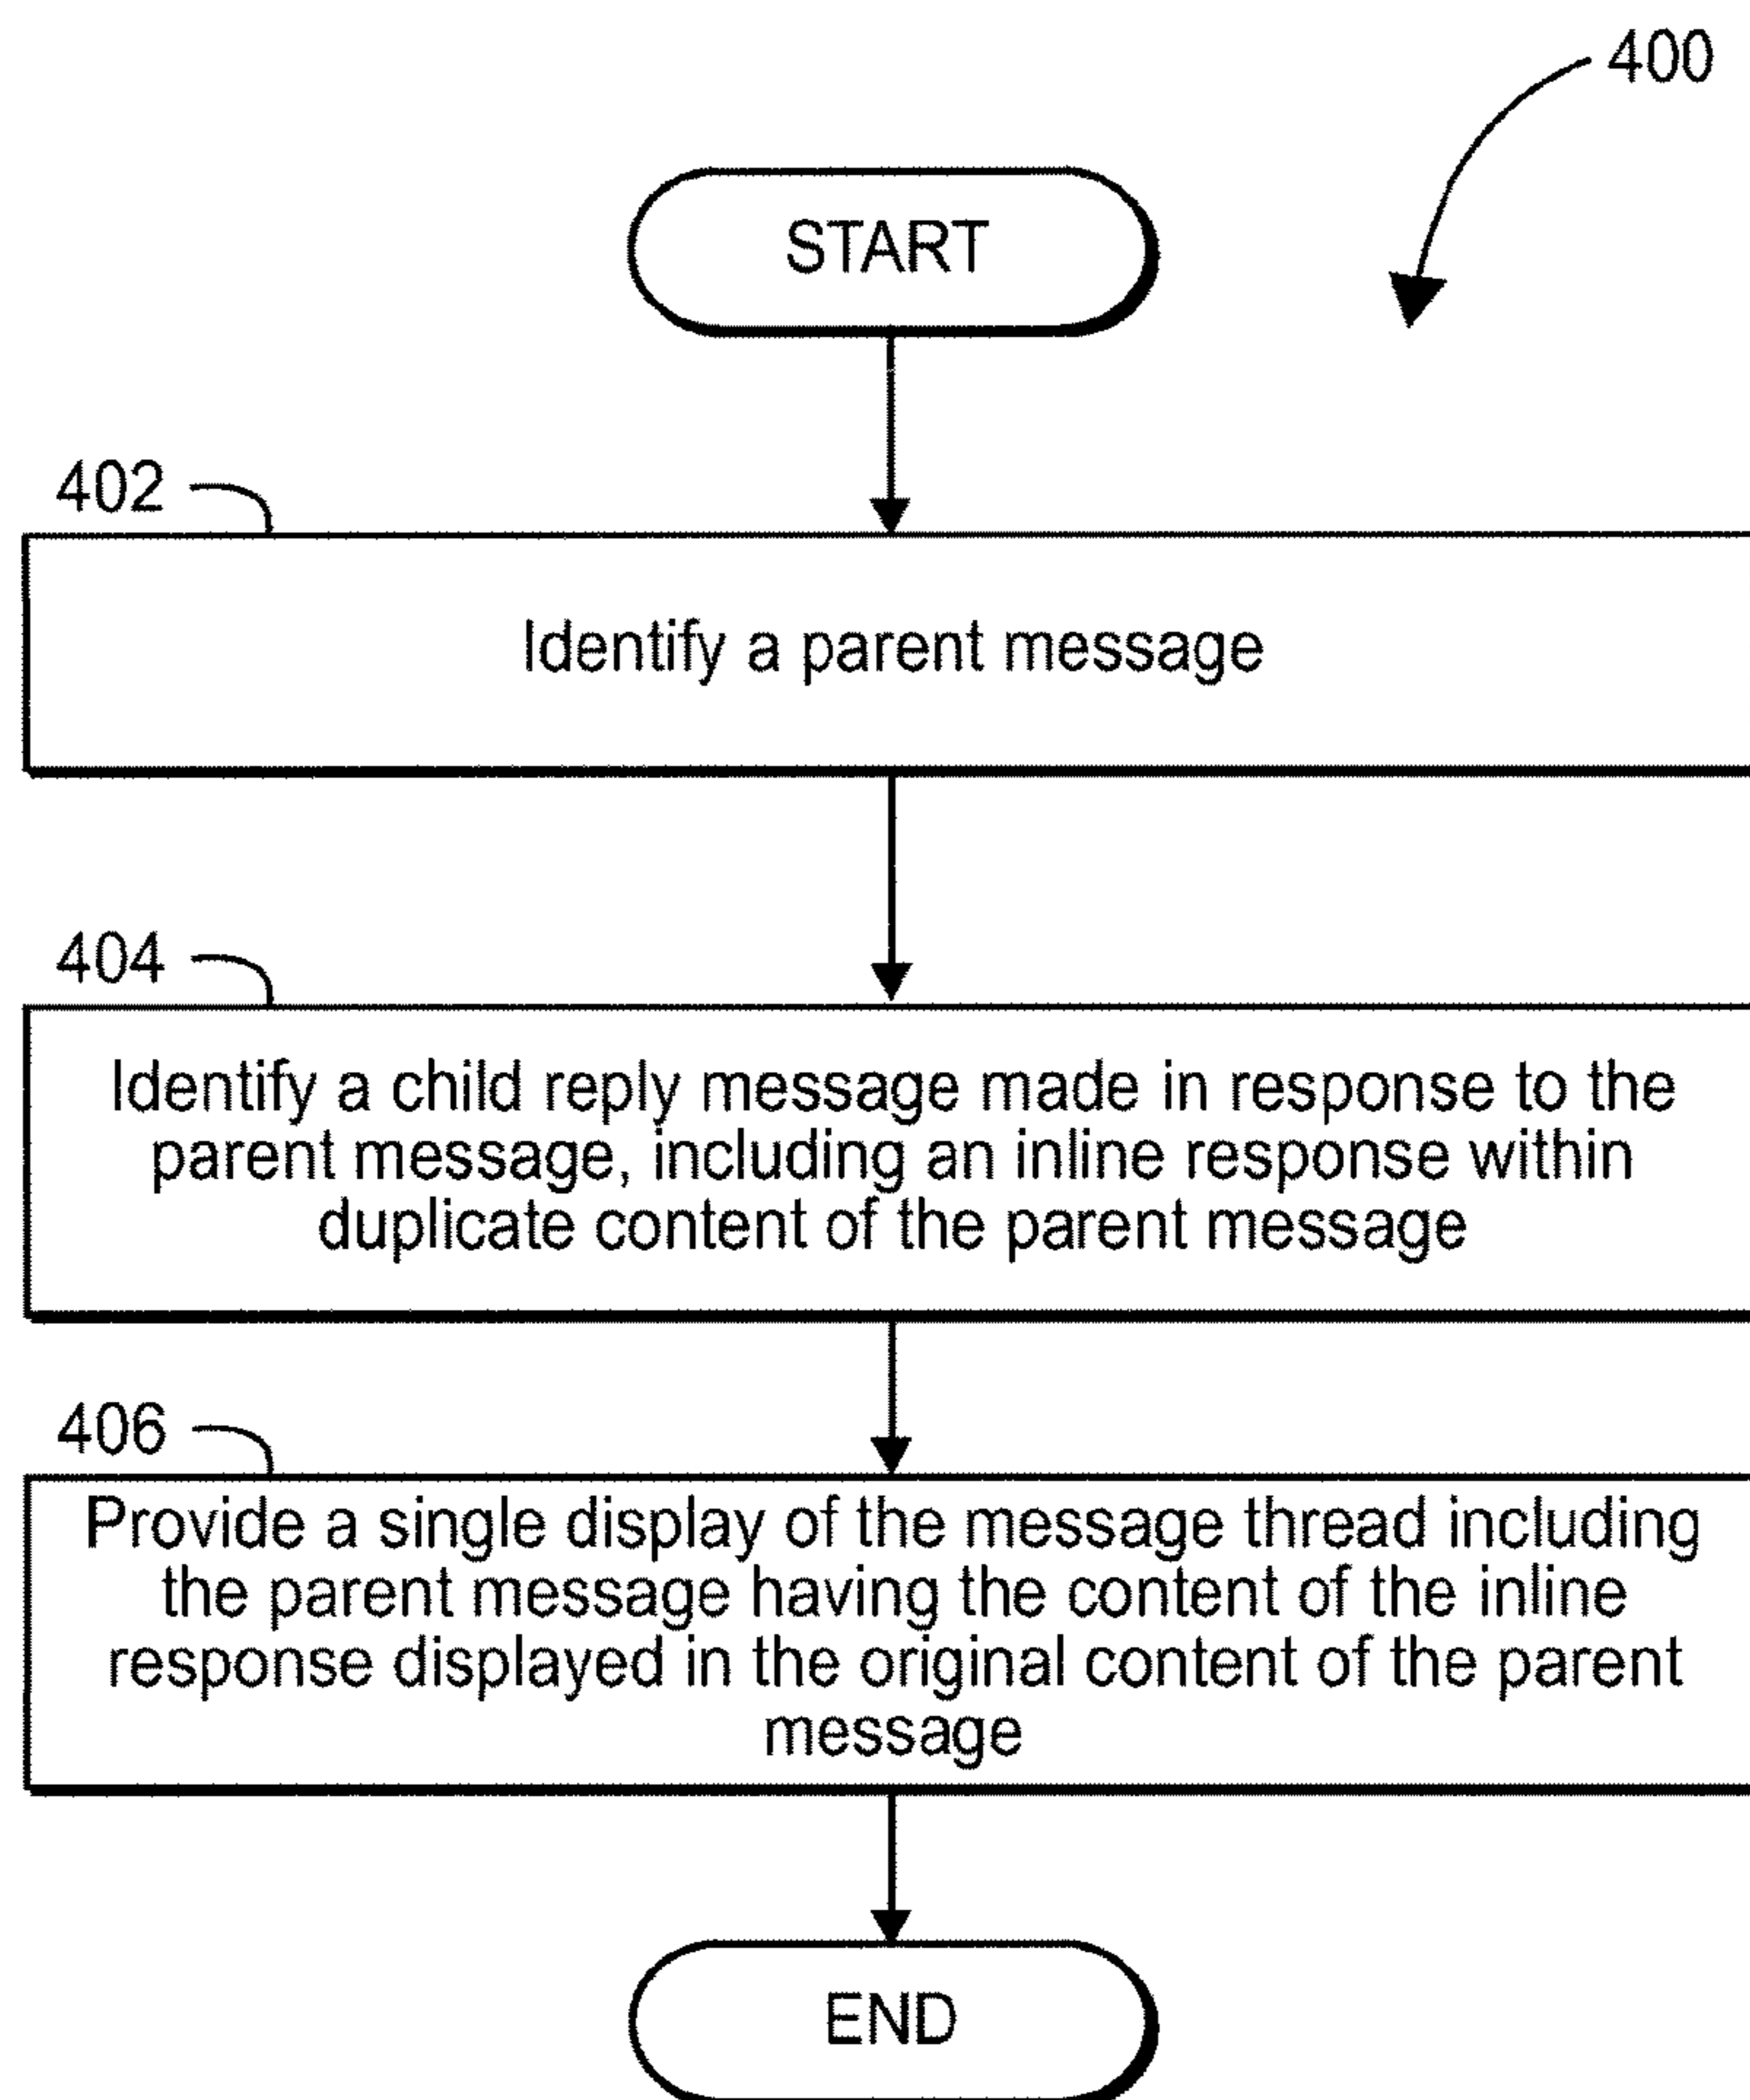 400
START
402
Identify a parent message
404
Identify a child reply message made in response to the
parent message, including an inline response within
duplicate content of the parent message
406
Provide a single display of the message thread including
the parent message having the content of the inline
response displayed in the original content of the parent
message
END